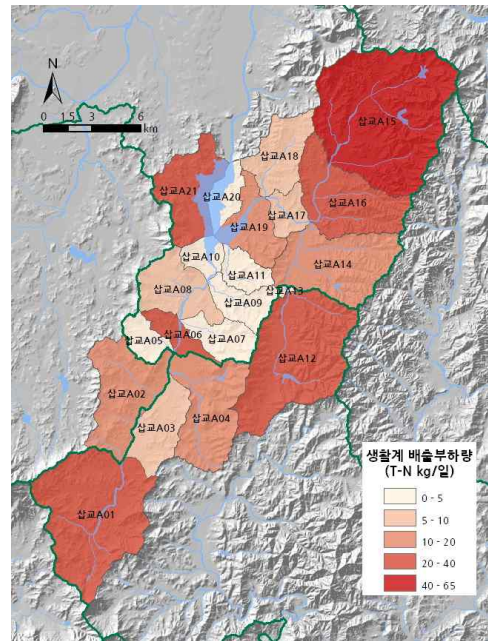 N
0 1.5 3 6
km
삽교A15
삽교A18
삽교A21
삽교A20
삽교A16
삽교A17
삽교A19
삽교A10
삽교A11
삽교A14
삽교A08
삽교A13
삽교A09
삽교A05
삽교A06
삽교A07
삽교A12
삽교A02
삽교A04
삽교A03
삽교A01
생활계 배출부하량
(T-N kg/일)
0 - 5
5 - 10
10 - 20
20 - 40
40 - 65